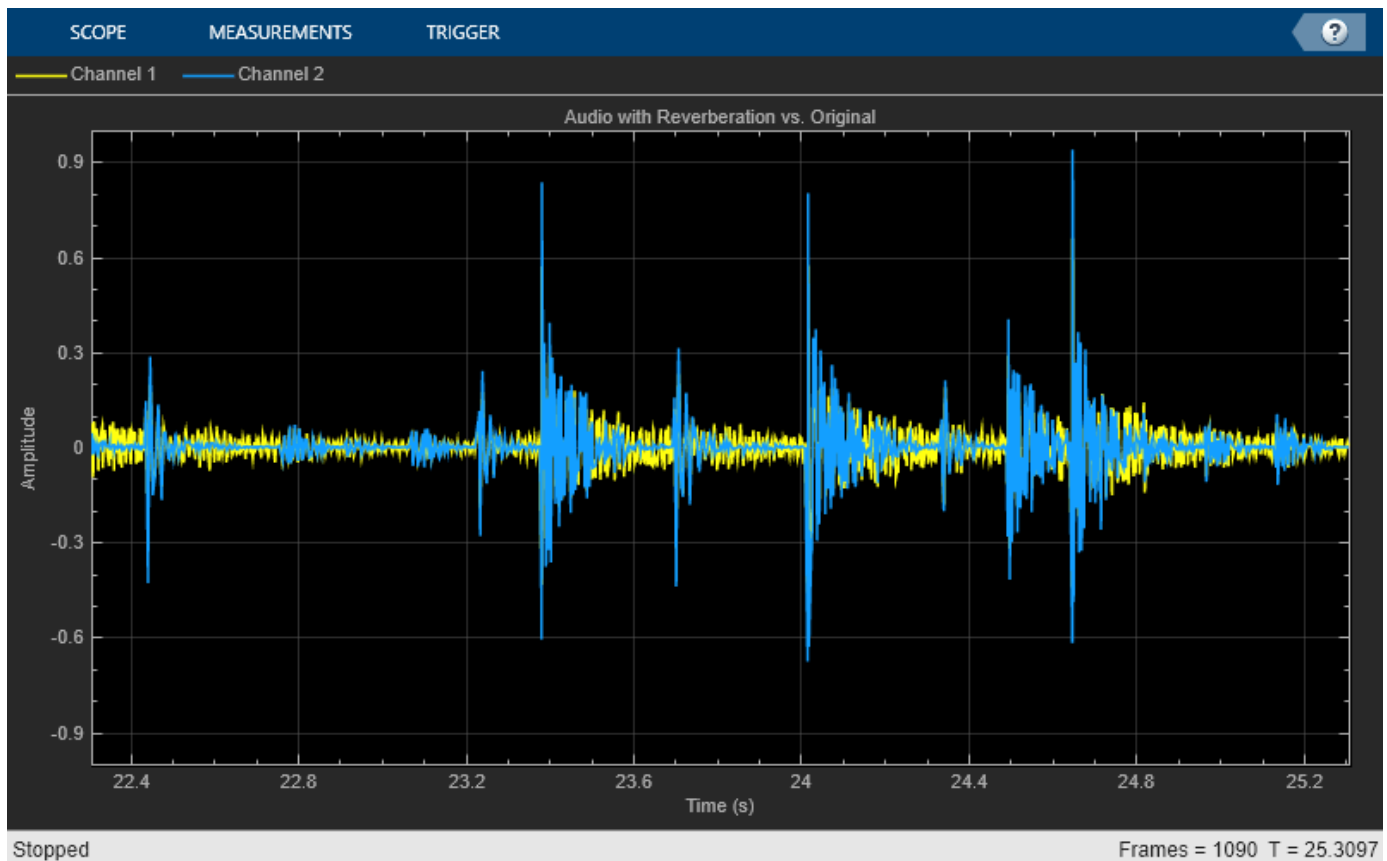 SCOPE MEASUREMENTS TRIGGER ?
Channel 1 Channel 2
Audio with Reverberation vs. Original
0.9
0.6
0.3
0
-0.3
-0.6
-0.9
Amplitude
22.4 22.8 23.2 23.6 24 24.4 24.8 25.2
Time (s)
Stopped Frames = 1090 T = 25.3097